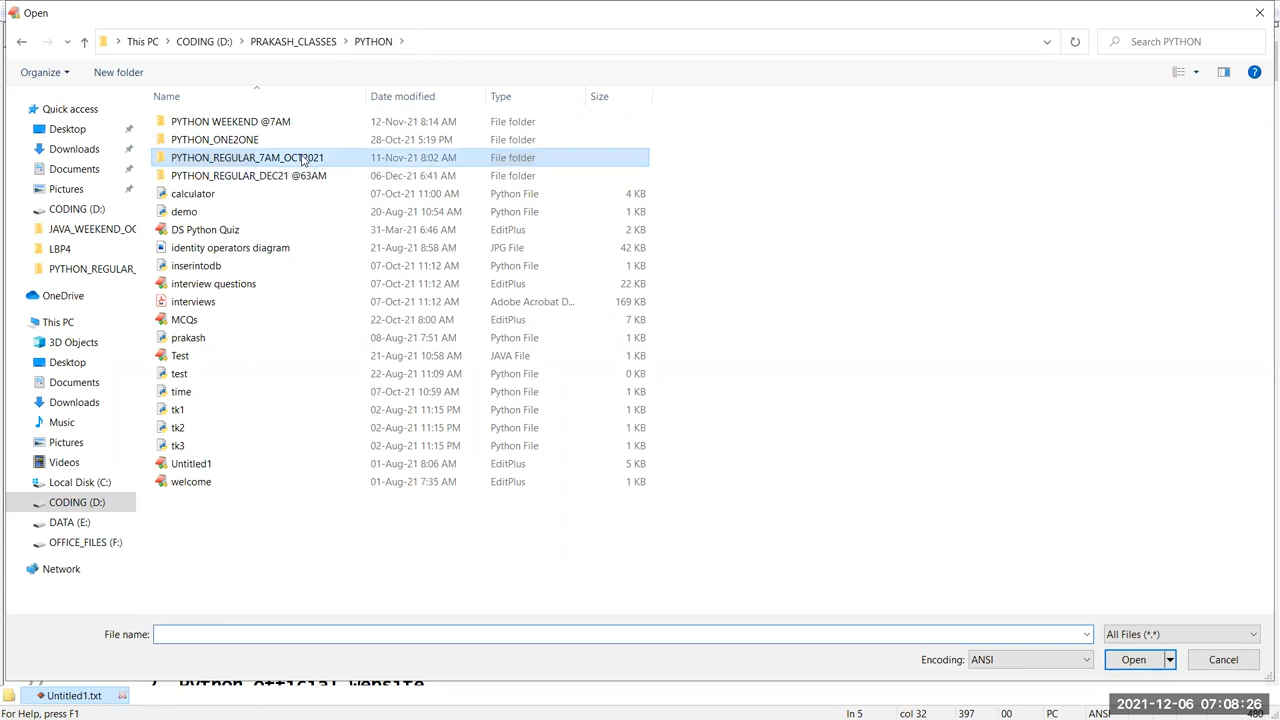 Open
This PC > CODING (D:) > PRAKASH_CLASSES > PYTHON >
Search PYTHON
Organize
New folder
Name Date modified Type Size
Quick access
Desktop
Downloads
Documents
Pictures
CODING (D:)
JAVA_WEEKEND_OC
LBP4
PYTHON_REGULAR_
OneDrive
This PC
3D Objects
Desktop
Documents
Downloads
Music
Pictures
Videos
Local Disk (C:)
CODING (D:)
DATA (E:)
OFFICE_FILES (F:)
Network
PYTHON WEEKEND @7AM 12-Nov-21 8:14 AM File folder
PYTHON_ONE2ONE 28-Oct-21 5:19 PM File folder
PYTHON_REGULAR_7AM_OCT2021 11-Nov-21 8:02 AM File folder
PYTHON_REGULAR_DEC21 @63AM 06-Dec-21 6:41 AM File folder
calculator 07-Oct-21 11:00 AM Python File 4 KB
demo 20-Aug-21 10:54 AM Python File 1 KB
DS Python Quiz 31-Mar-21 6:46 AM EditPlus 2 KB
identity operators diagram 21-Aug-21 8:58 AM JPG File 42 KB
inserintodb 07-Oct-21 11:12 AM Python File 1 KB
interview questions 07-Oct-21 11:12 AM EditPlus 22 KB
interviews 07-Oct-21 11:12 AM Adobe Acrobat D... 169 KB
MCQs 22-Oct-21 8:00 AM EditPlus 7 KB
prakash 08-Aug-21 7:51 AM Python File 1 KB
Test 21-Aug-21 10:58 AM JAVA File 1 KB
test 22-Aug-21 11:09 AM Python File 0 KB
time 07-Oct-21 10:59 AM Python File 1 KB
tk1 02-Aug-21 11:15 PM Python File 1 KB
tk2 02-Aug-21 11:15 PM Python File 1 KB
tk3 02-Aug-21 11:15 PM Python File 1 KB
Untitled1 01-Aug-21 8:06 AM EditPlus 5 KB
welcome 01-Aug-21 7:35 AM EditPlus 1 KB
File name:
All Files (*.*)
Encoding: ANSI
Open
Cancel
Python official website
Untitled1.txt
2021-12-06 07:08:26
For Help, press F1 ln 5 col 32 397 00 PC ANSI 480